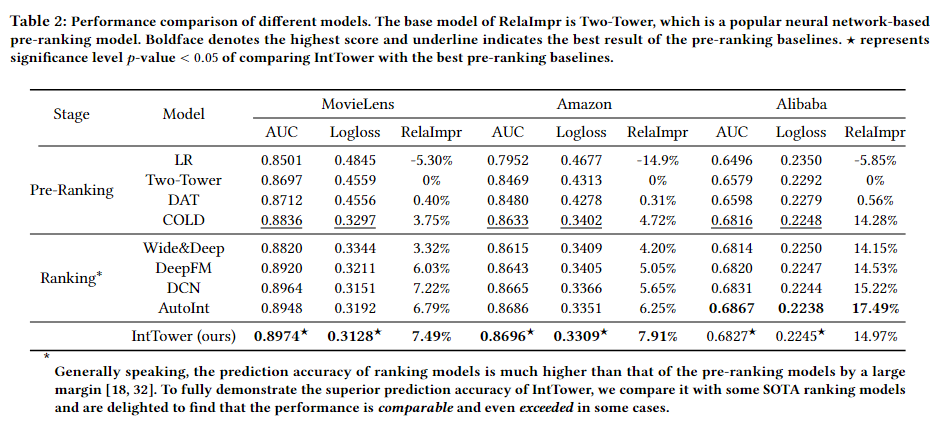 Table 2: Performance comparison of different models. The base model of RelaImpr is Two-Tower, which is a popular neural network-based
pre-ranking model. Boldface denotes the highest score and underline indicates the best result of the pre-ranking baselines. ★ represents
significance level p-value < 0.05 of comparing IntTower with the best pre-ranking baselines.
Stage Model MovieLens Amazon Alibaba
AUC Logloss RelaImpr AUC Logloss RelaImpr AUC Logloss RelaImpr
Pre-Ranking
LR 0.8501 0.4845 -5.30% 0.7952 0.4677 -14.9% 0.6496 0.2350 -5.85%
Two-Tower 0.8697 0.4559 0% 0.8469 0.4313 0% 0.6579 0.2292 0%
DAT 0.8712 0.4556 0.40% 0.8480 0.4278 0.31% 0.6598 0.2279 0.56%
COLD 0.8836 0.3297 3.75% 0.8633 0.3402 4.72% 0.6816 0.2248 14.28%
Ranking*
Wide&Deep 0.8820 0.3344 3.32% 0.8615 0.3409 4.20% 0.6814 0.2250 14.15%
DeepFM 0.8920 0.3211 6.03% 0.8643 0.3405 5.05% 0.6820 0.2247 14.53%
DCN 0.8964 0.3151 7.22% 0.8665 0.3366 5.65% 0.6831 0.2244 15.22%
AutoInt 0.8948 0.3192 6.79% 0.8686 0.3351 6.25% 0.6867 0.2238 17.49%
IntTower (ours) 0.8974★ 0.3128★ 7.49% 0.8696★ 0.3309★ 7.91% 0.6827★ 0.2245★ 14.97%
*
Generally speaking, the prediction accuracy of ranking models is much higher than that of the pre-ranking models by a large
margin [18, 32]. To fully demonstrate the superior prediction accuracy of IntTower, we compare it with some SOTA ranking models
and are delighted to find that the performance is comparable and even exceeded in some cases.